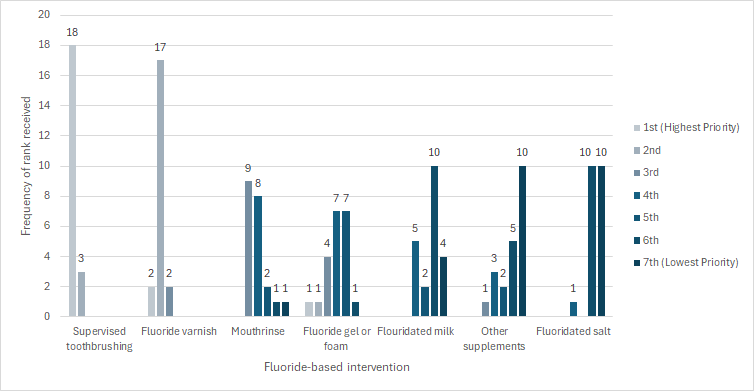 20
18
16
14
12
10
8
6
4
2
0
Frequency of rank received
18
3
2
17
2
9
8
2
1
1
1
1
4
7
7
1
5
2
10
4
1
3
2
5
10
1
10
10
Supervised
toothbrushing
Fluoride varnish
Mouthrinse
Fluoride gel or
foam
Flouridated milk
Other
supplements
Fluoridated salt
Fluoride-based intervention
1st (Highest Priority)
2nd
3rd
4th
5th
6th
7th (Lowest Priority)